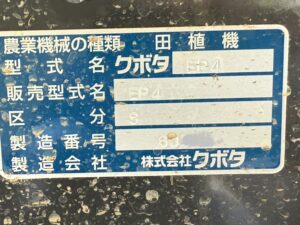 農業機械の種類 田植機
型式名 クボタ EP4
販売型式名 EP4
区分 S
製造番号
製造会社 株式会社クボタ